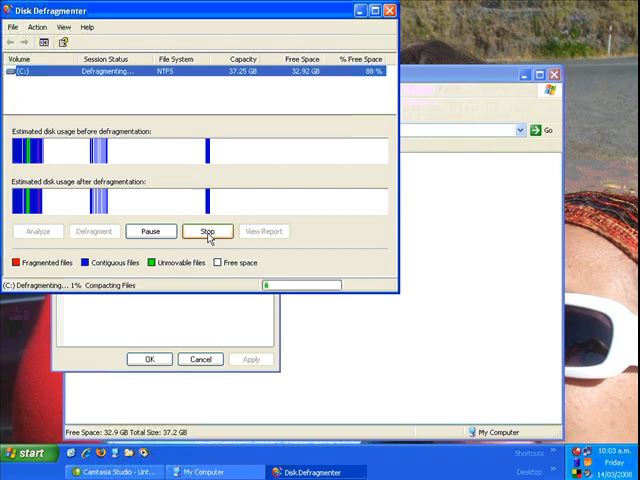 Disk Defragmenter
File Action View Help
Volume Session Status File System Capacity Free Space % Free Space
(C:) Defragmenting... NTFS 37.25 GB 32.92 GB 88 %
Estimated disk usage before defragmentation:
Estimated disk usage after defragmentation:
Analyze Defragment Pause Stop View Report
Fragmented files Contiguous files Unmovable files Free space
(C:) Defragmenting... 1% Compacting Files
Go
OK Cancel Apply
Free Space: 32.9 GB Total Size: 37.2 GB My Computer
start Shortcuts » 10:03 a.m.
Friday
Camtasia Studio - Unt... My Computer Disk Defragmenter Desktop » 14/03/2008